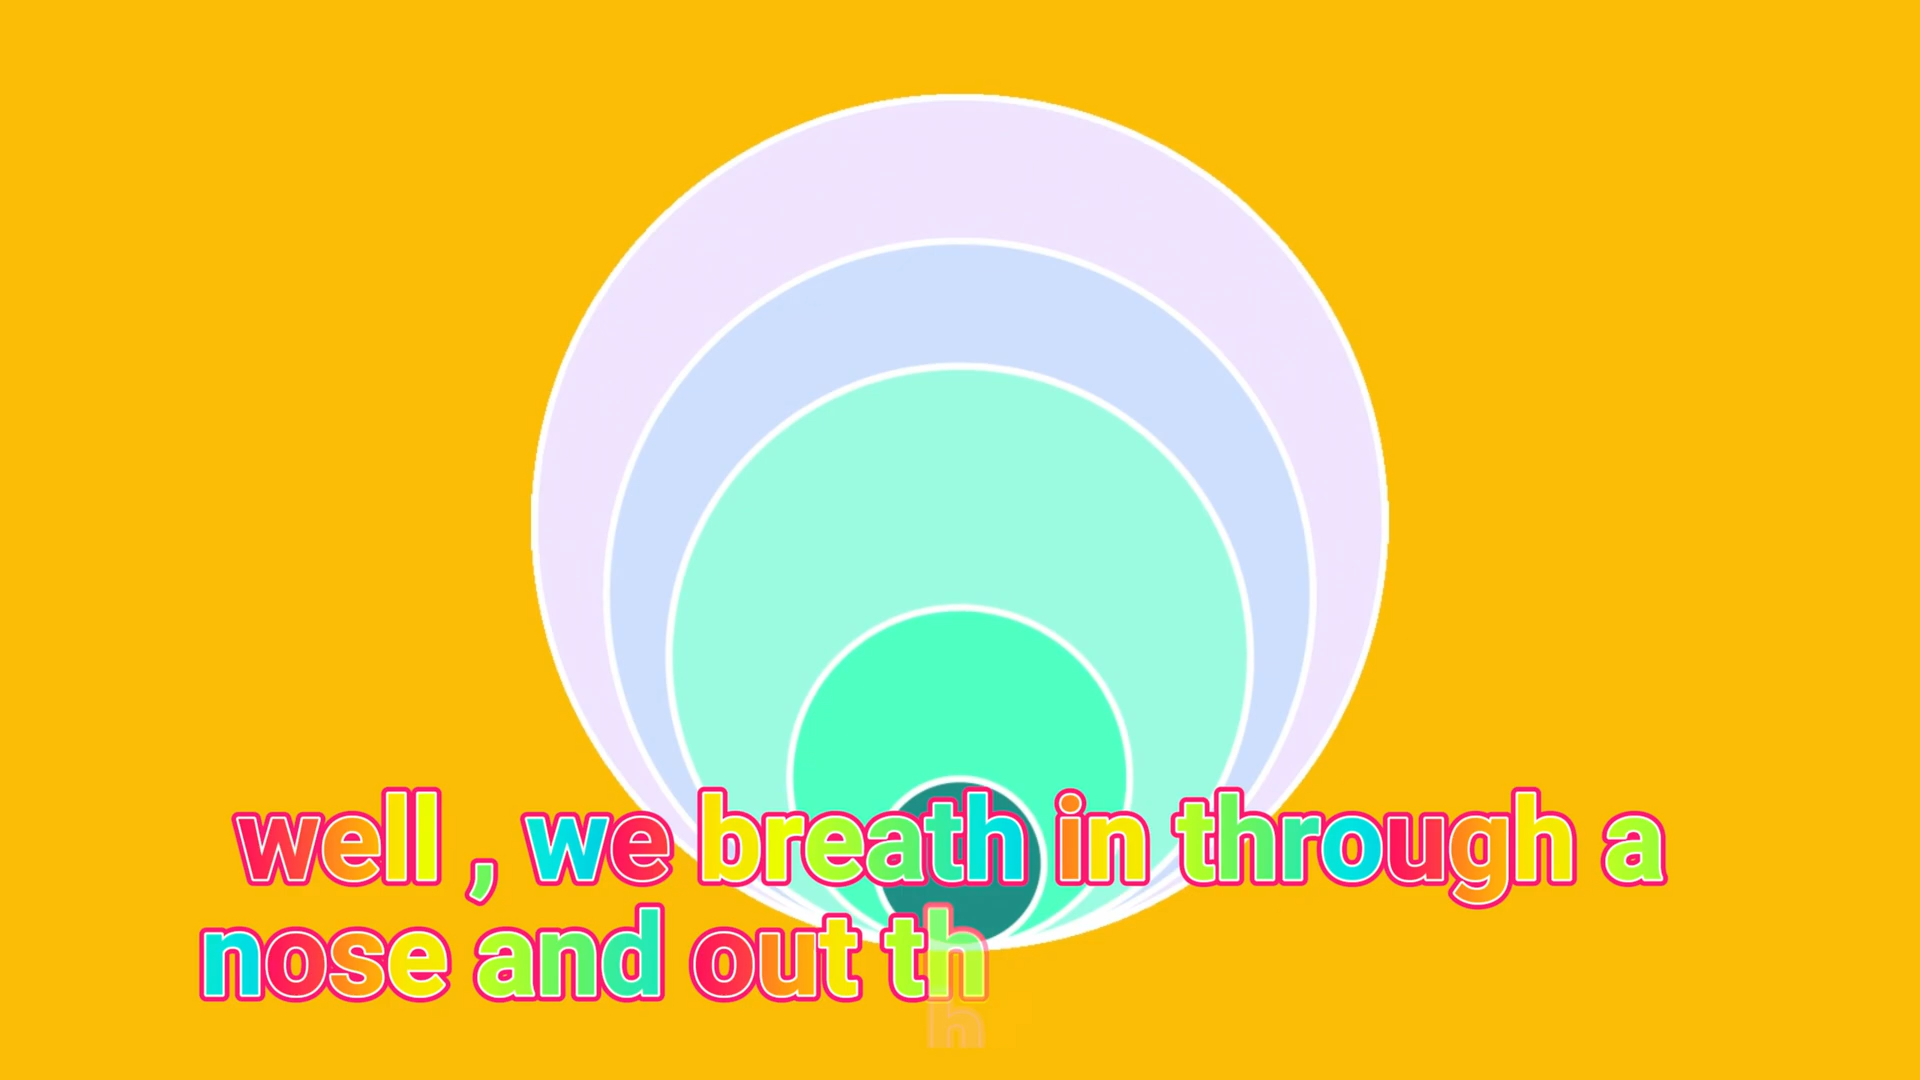 well , we breath in through a
nose and out th